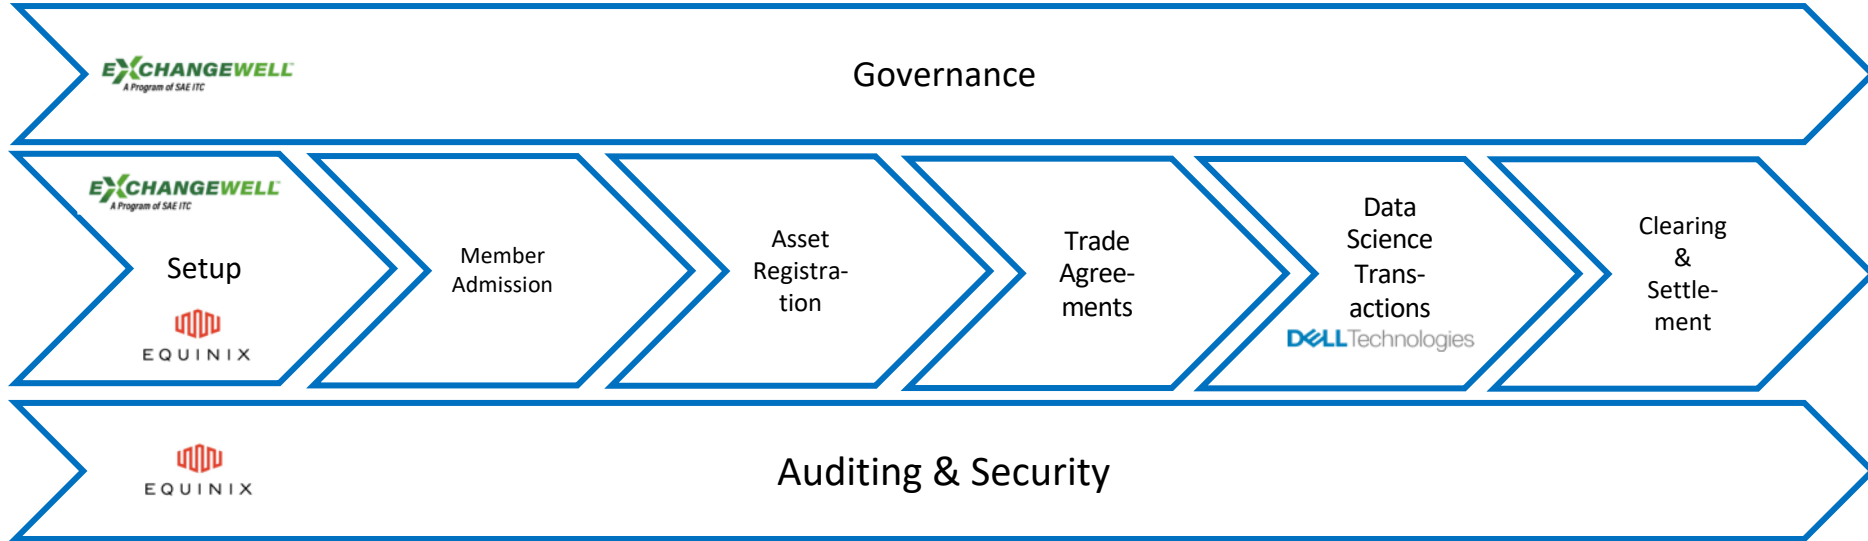 EXCHANGEWELL
A Program of SAE ITC
Governance
EXCHANGEWELL
A Program of SAE ITC
Setup
EQUINIX
Member
Admission
Asset
Registra-
tion
Trade
Agree-
ments
Data
Science
Trans-
actions
DELLTechnologies
Clearing
&
Settle-
ment
EQUINIX
Auditing & Security